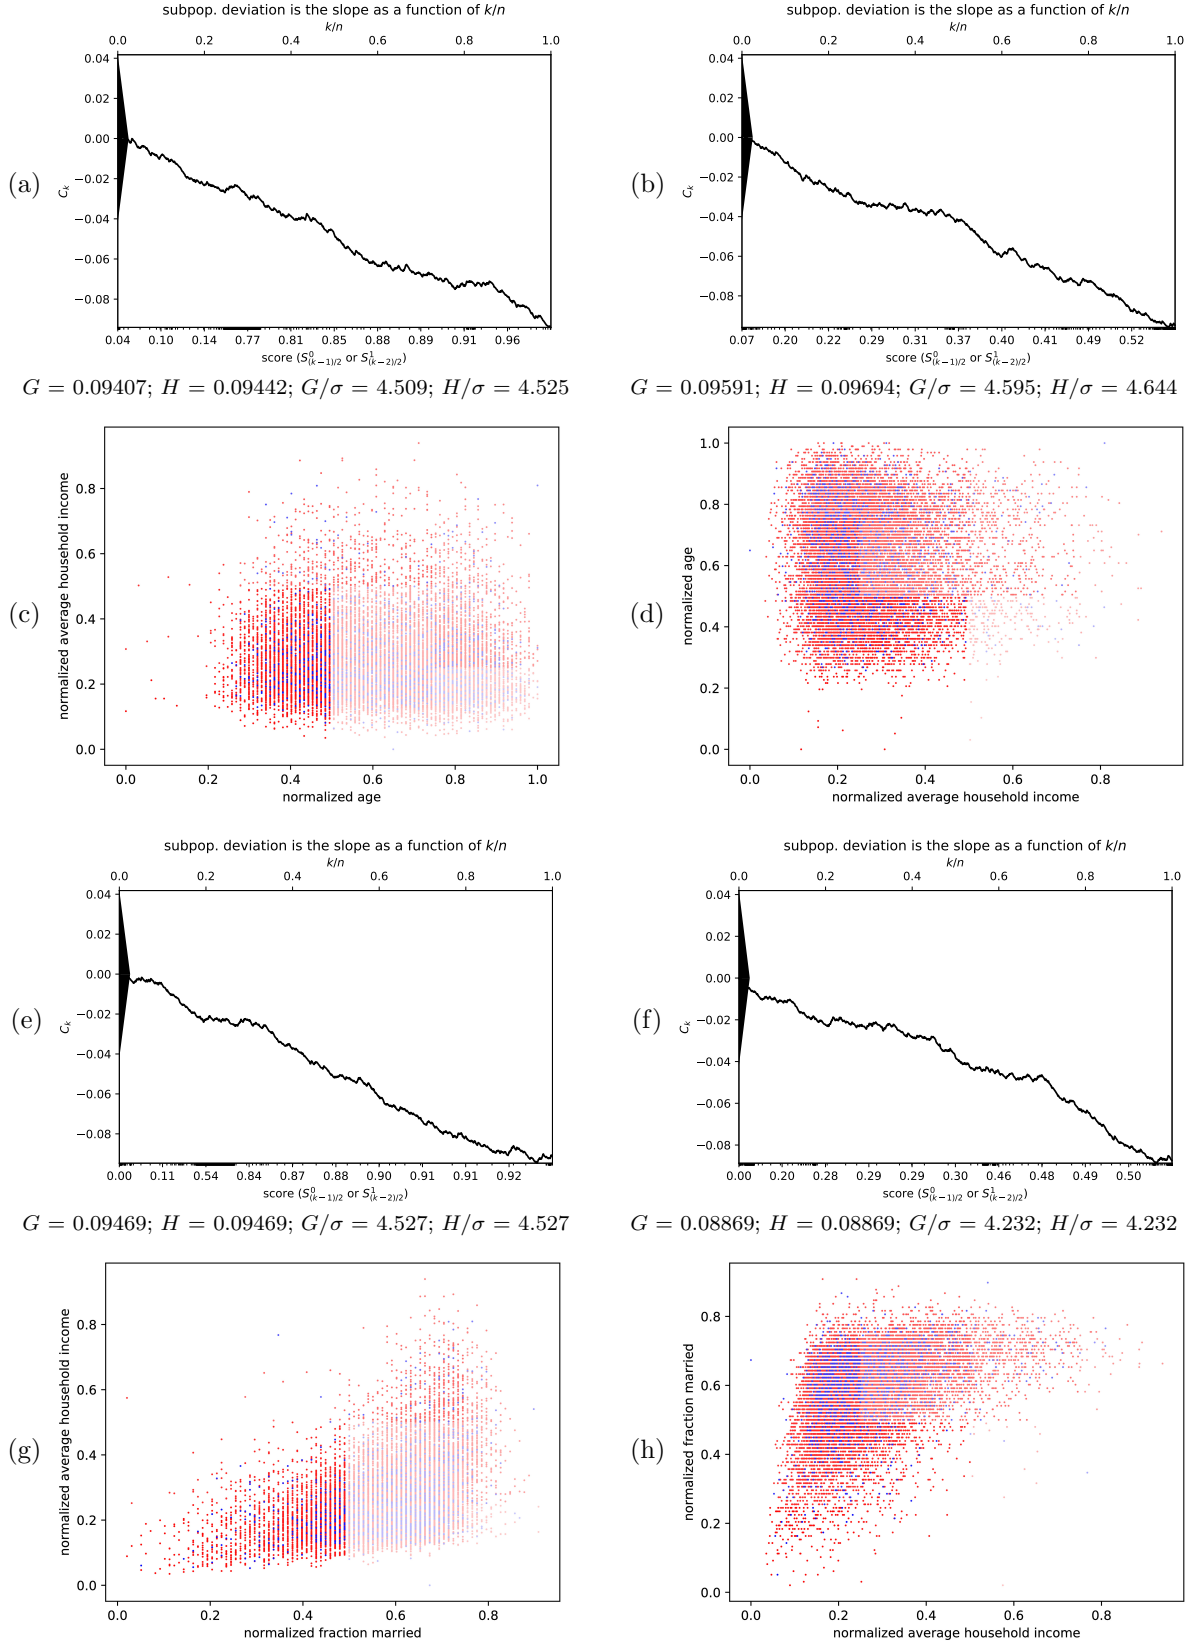 subpop. deviation is the slope as a function of k/n
k/n
0.0 0.2 0.4 0.6 0.8 1.0
0.04
0.02
0.00
−0.02
−0.04
−0.06
−0.08
C_k
(a)
0.04 0.10 0.14 0.77 0.81 0.85 0.88 0.89 0.91 0.96
score (S^0_{(k−1)/2} or S^1_{(k−2)/2})
G = 0.09407; H = 0.09442; G/σ = 4.509; H/σ = 4.525
subpop. deviation is the slope as a function of k/n
k/n
0.0 0.2 0.4 0.6 0.8 1.0
0.04
0.02
0.00
−0.02
−0.04
−0.06
−0.08
C_k
(b)
0.07 0.20 0.22 0.29 0.31 0.37 0.40 0.41 0.49 0.52
score (S^0_{(k−1)/2} or S^1_{(k−2)/2})
G = 0.09591; H = 0.09694; G/σ = 4.595; H/σ = 4.644
(c)
normalized average household income
0.8
0.6
0.4
0.2
0.0
0.0 0.2 0.4 0.6 0.8 1.0
normalized age
(d)
normalized age
1.0
0.8
0.6
0.4
0.2
0.0
0.0 0.2 0.4 0.6 0.8
normalized average household income
subpop. deviation is the slope as a function of k/n
k/n
0.0 0.2 0.4 0.6 0.8 1.0
0.04
0.02
0.00
−0.02
−0.04
−0.06
−0.08
C_k
(e)
0.00 0.11 0.54 0.84 0.87 0.88 0.90 0.91 0.91 0.92
score (S^0_{(k−1)/2} or S^1_{(k−2)/2})
G = 0.09469; H = 0.09469; G/σ = 4.527; H/σ = 4.527
subpop. deviation is the slope as a function of k/n
k/n
0.0 0.2 0.4 0.6 0.8 1.0
0.04
0.02
0.00
−0.02
−0.04
−0.06
−0.08
C_k
(f)
0.00 0.20 0.28 0.29 0.29 0.30 0.46 0.48 0.49 0.50
score (S^0_{(k−1)/2} or S^1_{(k−2)/2})
G = 0.08869; H = 0.08869; G/σ = 4.232; H/σ = 4.232
(g)
normalized average household income
0.8
0.6
0.4
0.2
0.0
0.0 0.2 0.4 0.6 0.8
normalized fraction married
(h)
normalized fraction married
0.8
0.6
0.4
0.2
0.0
0.0 0.2 0.4 0.6 0.8
normalized average household income